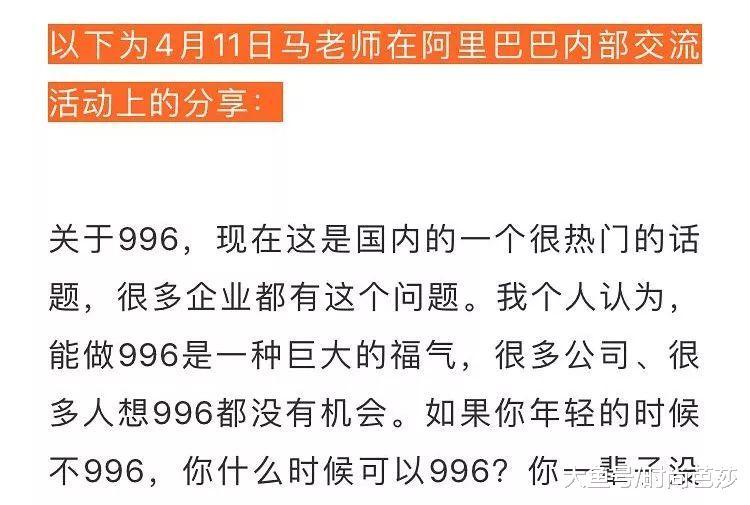 以下为4月11日马老师在阿里巴巴内部交流
活动上的分享：
关于996，现在这是国内的一个很热门的话
题，很多企业都有这个问题。我个人认为，
能做996是一种巨大的福气，很多公司、很
多人想996都没有机会。如果你年轻的时候
不996，你什么时候可以996？你一辈子没
大鱼号/时尚芭莎